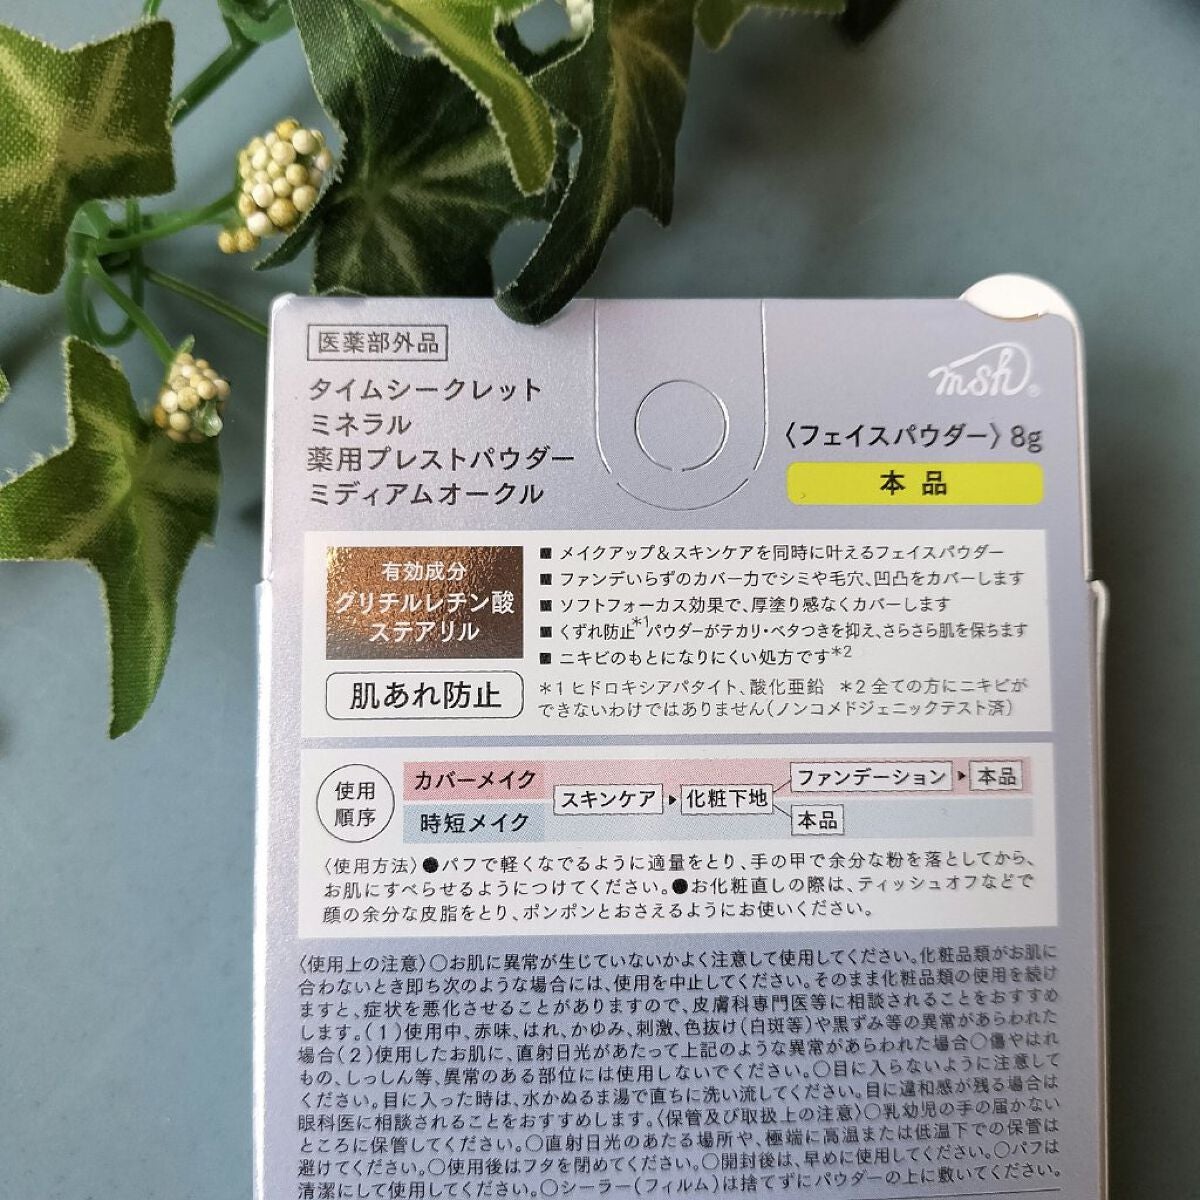 医薬部外品
タイムシークレット
ミネラル
薬用プレストパウダー
ミディアムオークル
msh®
〈フェイスパウダー〉8g
本品
有効成分
グリチルレチン酸
ステアリル
肌あれ防止
■ メイクアップ&スキンケアを同時に叶えるフェイスパウダー
■ ファンデいらずのカバー力でシミや毛穴、凹凸をカバーします
■ ソフトフォーカス効果で、厚塗り感なくカバーします
■ くずれ防止*1パウダーがテカリ・ベタつきを抑え、さらさら肌を保ちます
■ ニキビのもとになりにくい処方です*2
*1 ヒドロキシアパタイト、酸化亜鉛 *2 全ての方にニキビが
できないわけではありません(ノンコメドジェニックテスト済)
使用
順序
カバーメイク
時短メイク
スキンケア
化粧下地
ファンデーション
本品
本品
〈使用方法〉●パフで軽くなでるように適量をとり、手の甲で余分な粉を落としてから、
お肌にすべらせるようにつけてください。●お化粧直しの際は、ティッシュオフなどで
顔の余分な皮脂をとり、ポンポンとおさえるようにお使いください。
〈使用上の注意〉○お肌に異常が生じていないかよく注意して使用してください。化粧品類がお肌に
合わないとき即ち次のような場合には、使用を中止してください。そのまま化粧品類の使用を続け
ますと、症状を悪化させることがありますので、皮膚科専門医等に相談されることをおすすめ
します。(1)使用中、赤味、はれ、かゆみ、刺激、色抜け(白斑等)や黒ずみ等の異常があらわれた
場合(2)使用したお肌に、直射日光があたって上記のような異常があらわれた場合○傷やはれ
もの、しっしん等、異常のある部位には使用しないでください。○目に入らないように注意して
ください。目に入った時は、水かぬるま湯で直ちに洗い流してください。目に違和感が残る場合は
眼科医に相談されることをおすすめします。〈保管及び取扱上の注意〉○乳幼児の手の届かない
ところに保管してください。○直射日光のあたる場所や、極端に高温または低温下での保管は
避けてください。○使用後はフタを閉めてください。○開封後は、早めに使用してください。○パフは
清潔にして使用してください。○シーラー(フィルム)は捨てずにパウダーの上に敷いてください。